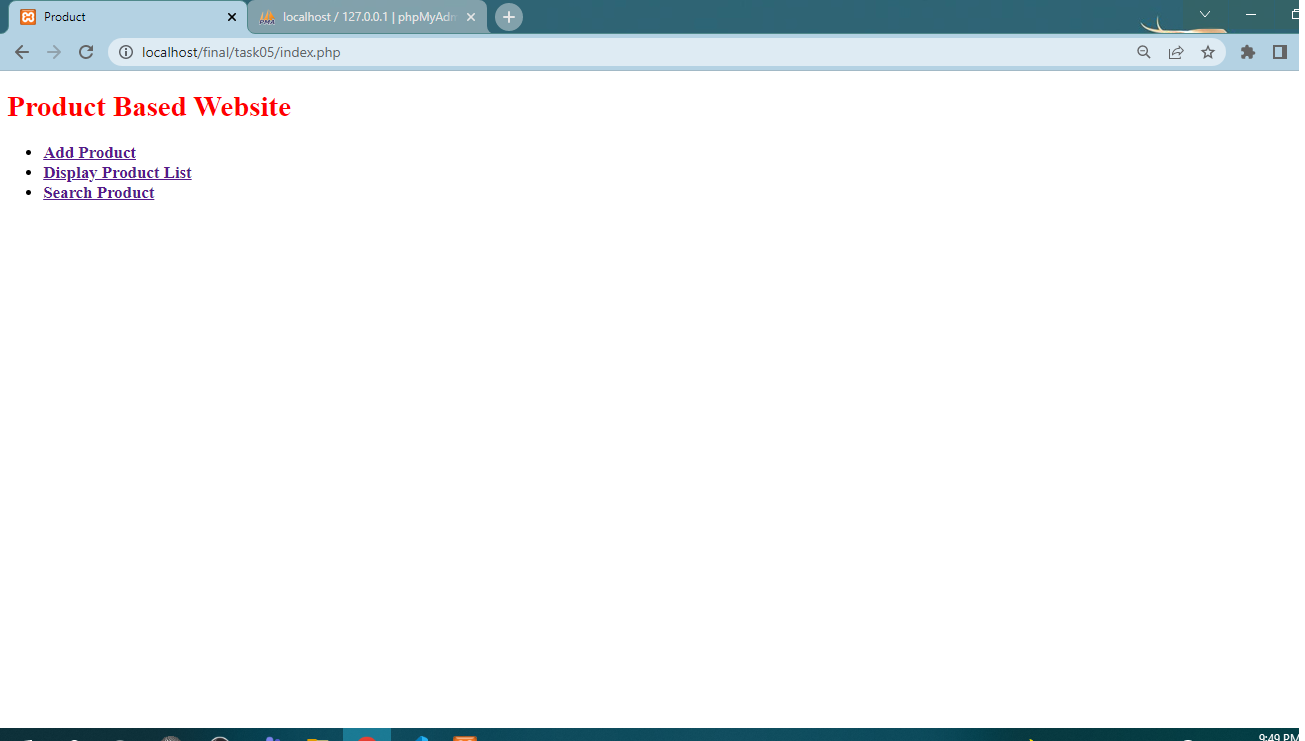 Product
localhost / 127.0.0.1 | phpMyAdm
localhost/final/task05/index.php
Product Based Website
Add Product
Display Product List
Search Product
9:49 PM